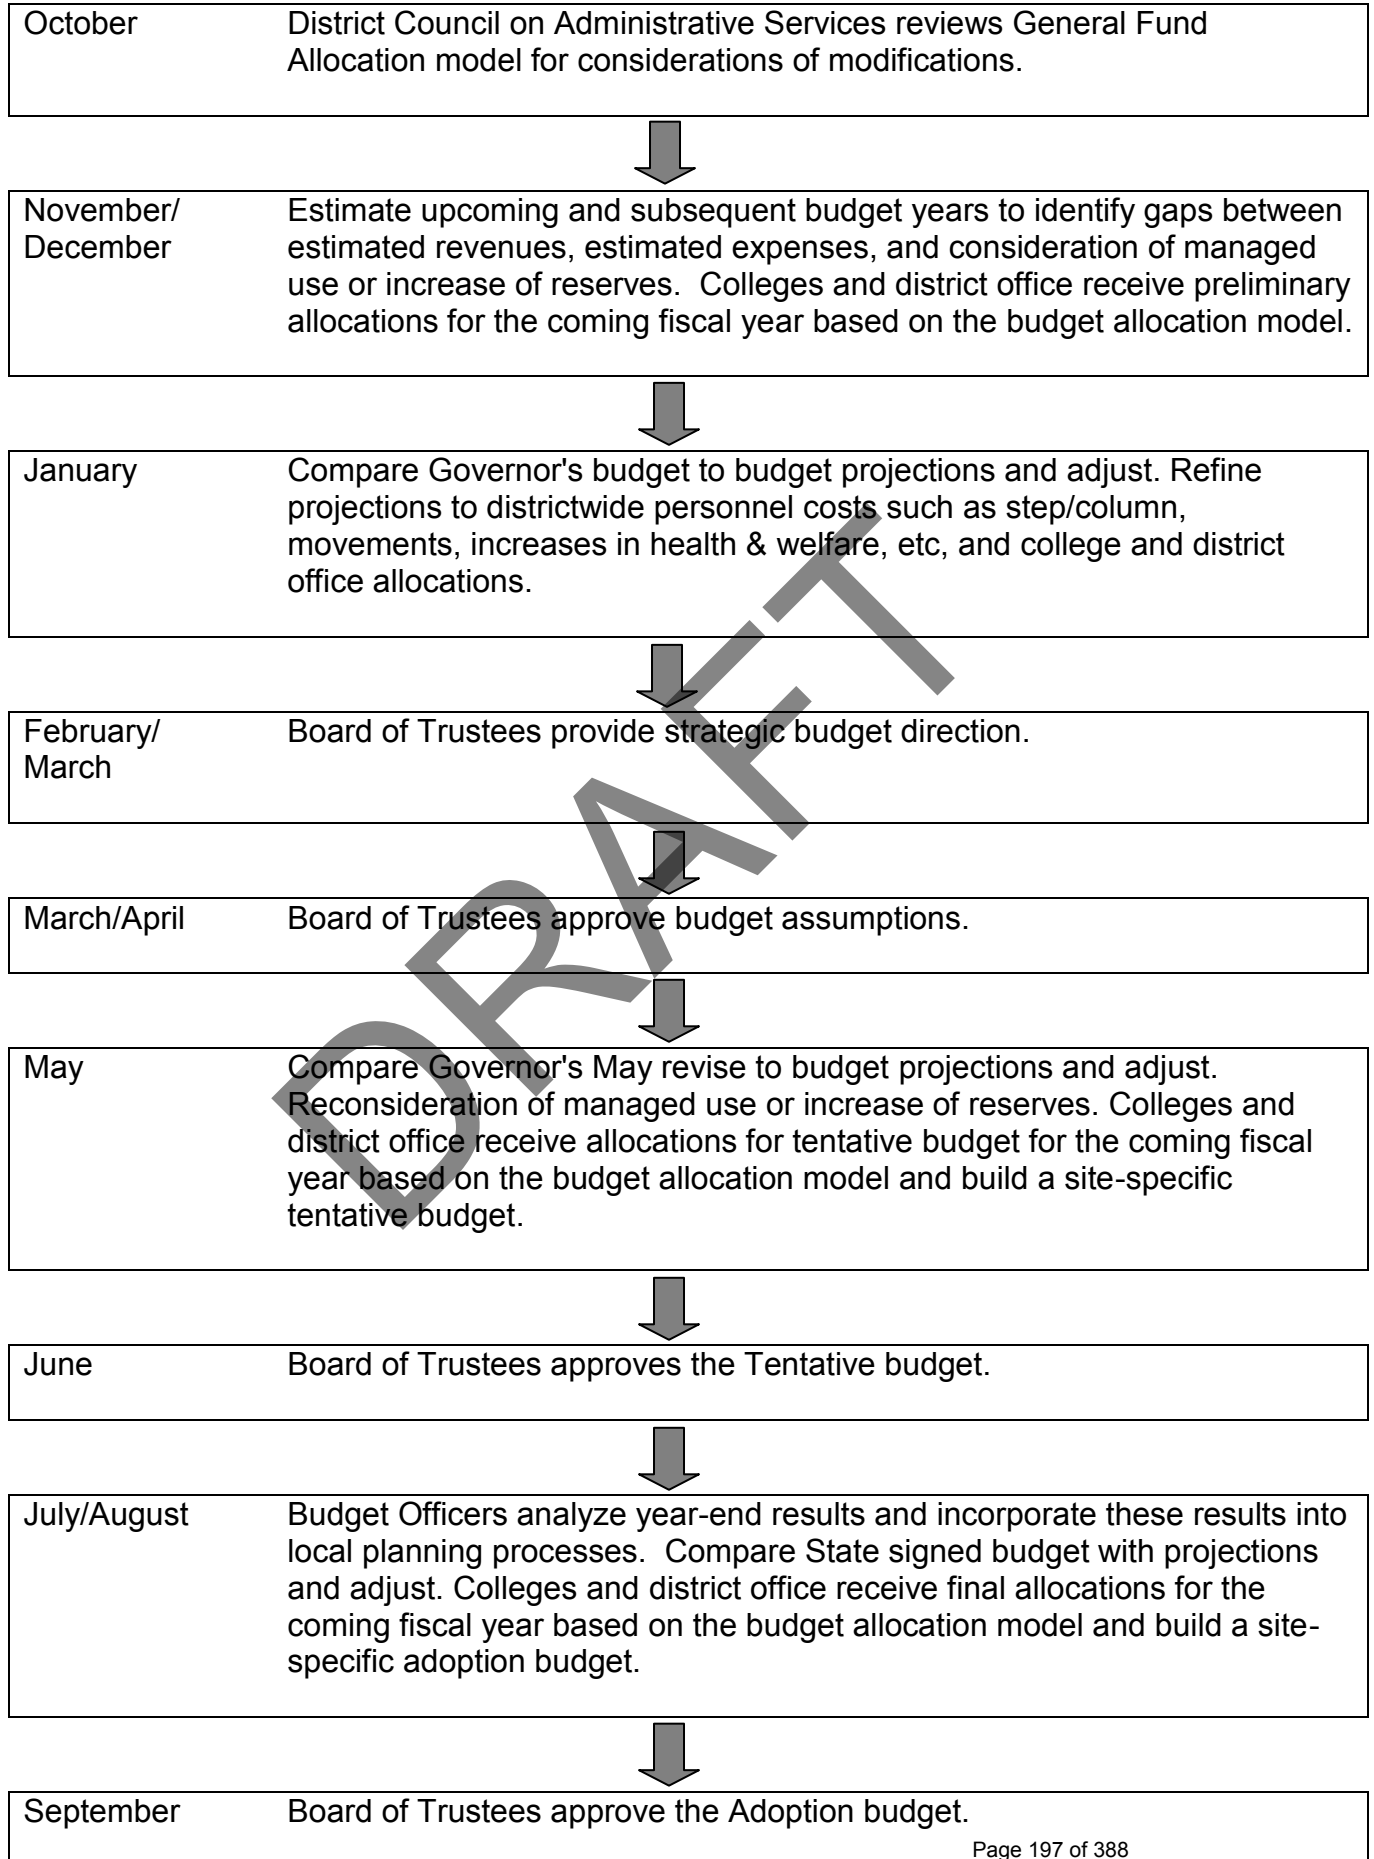 October District Council on Administrative Services reviews General Fund
Allocation model for considerations of modifications.
November/ Estimate upcoming and subsequent budget years to identify gaps between
December estimated revenues, estimated expenses, and consideration of managed
use or increase of reserves.  Colleges and district office receive preliminary
allocations for the coming fiscal year based on the budget allocation model.
January Compare Governor's budget to budget projections and adjust. Refine
projections to districtwide personnel costs such as step/column,
movements, increases in health & welfare, etc, and college and district
office allocations.
February/ Board of Trustees provide strategic budget direction.
March
March/April Board of Trustees approve budget assumptions.
May Compare Governor's May revise to budget projections and adjust.
Reconsideration of managed use or increase of reserves. Colleges and
district office receive allocations for tentative budget for the coming fiscal
year based on the budget allocation model and build a site-specific
tentative budget.
June Board of Trustees approves the Tentative budget.
July/August Budget Officers analyze year-end results and incorporate these results into
local planning processes.  Compare State signed budget with projections
and adjust. Colleges and district office receive final allocations for the
coming fiscal year based on the budget allocation model and build a site-
specific adoption budget.
September Board of Trustees approve the Adoption budget.
Page 197 of 388
DRAFT